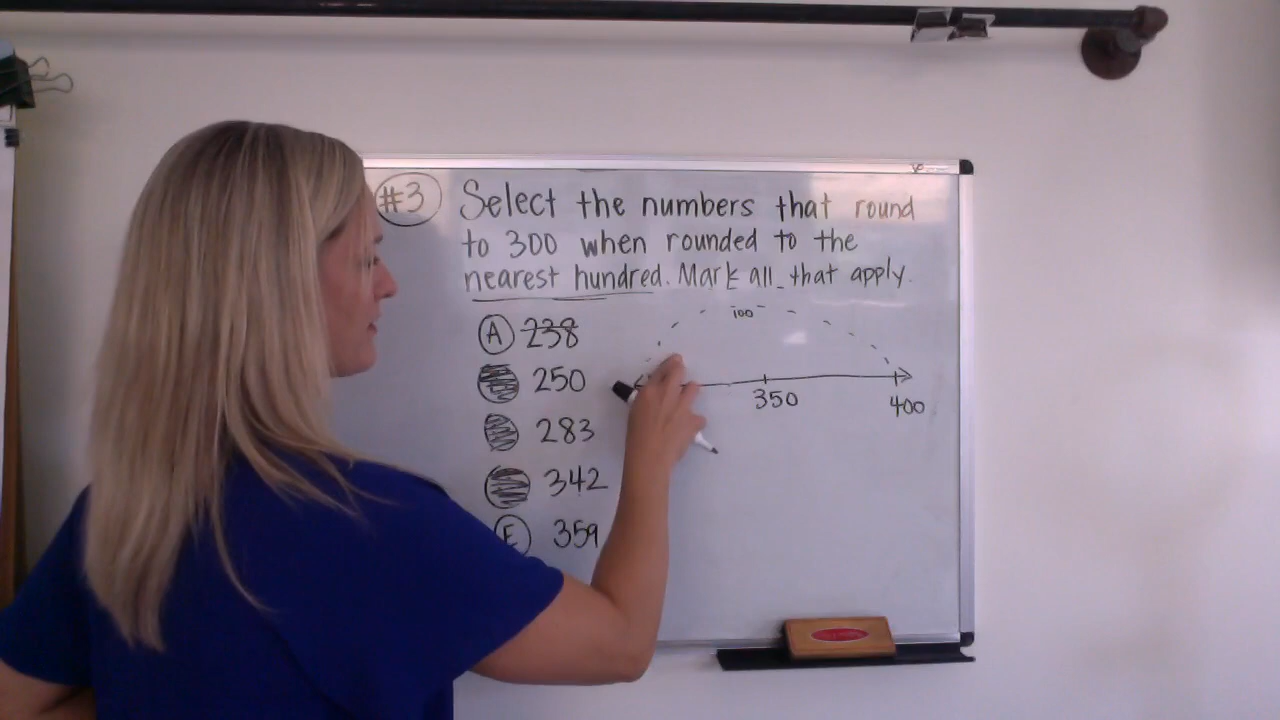 #3 Select the numbers that round
to 300 when rounded to the
nearest hundred. Mark all that apply.
A 238
250
283
342
E 359
100
350
400